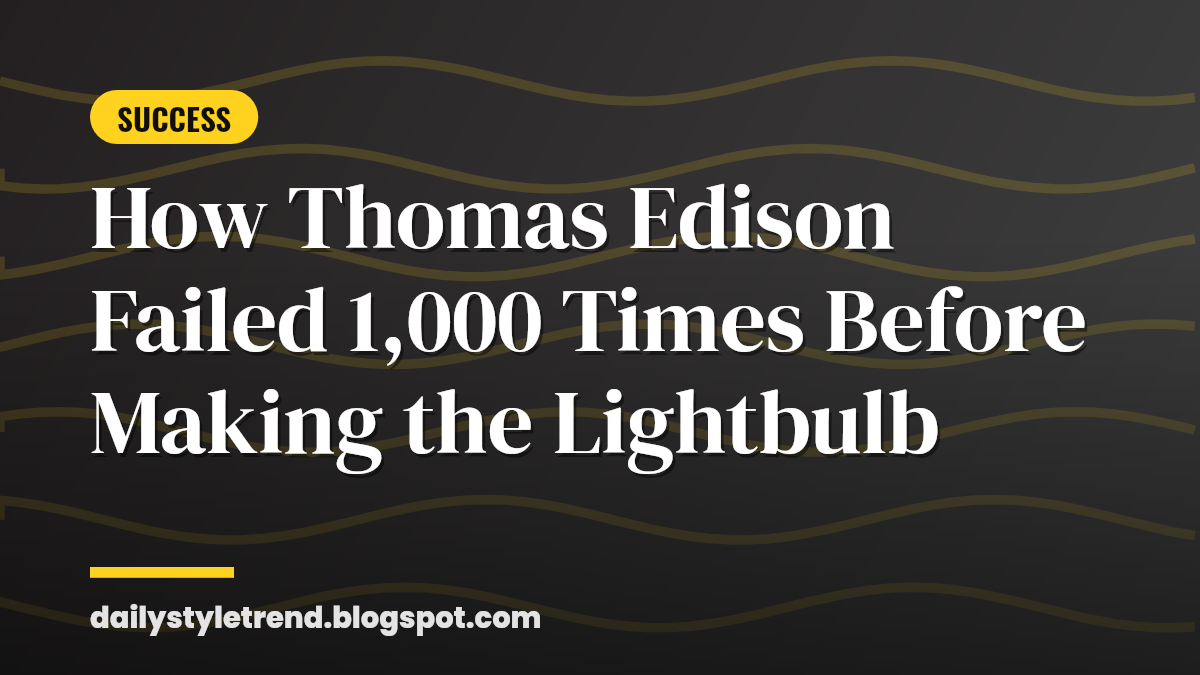 SUCCESS
How Thomas Edison
Failed 1,000 Times Before
Making the Lightbulb
dailystyletrend.blogspot.com